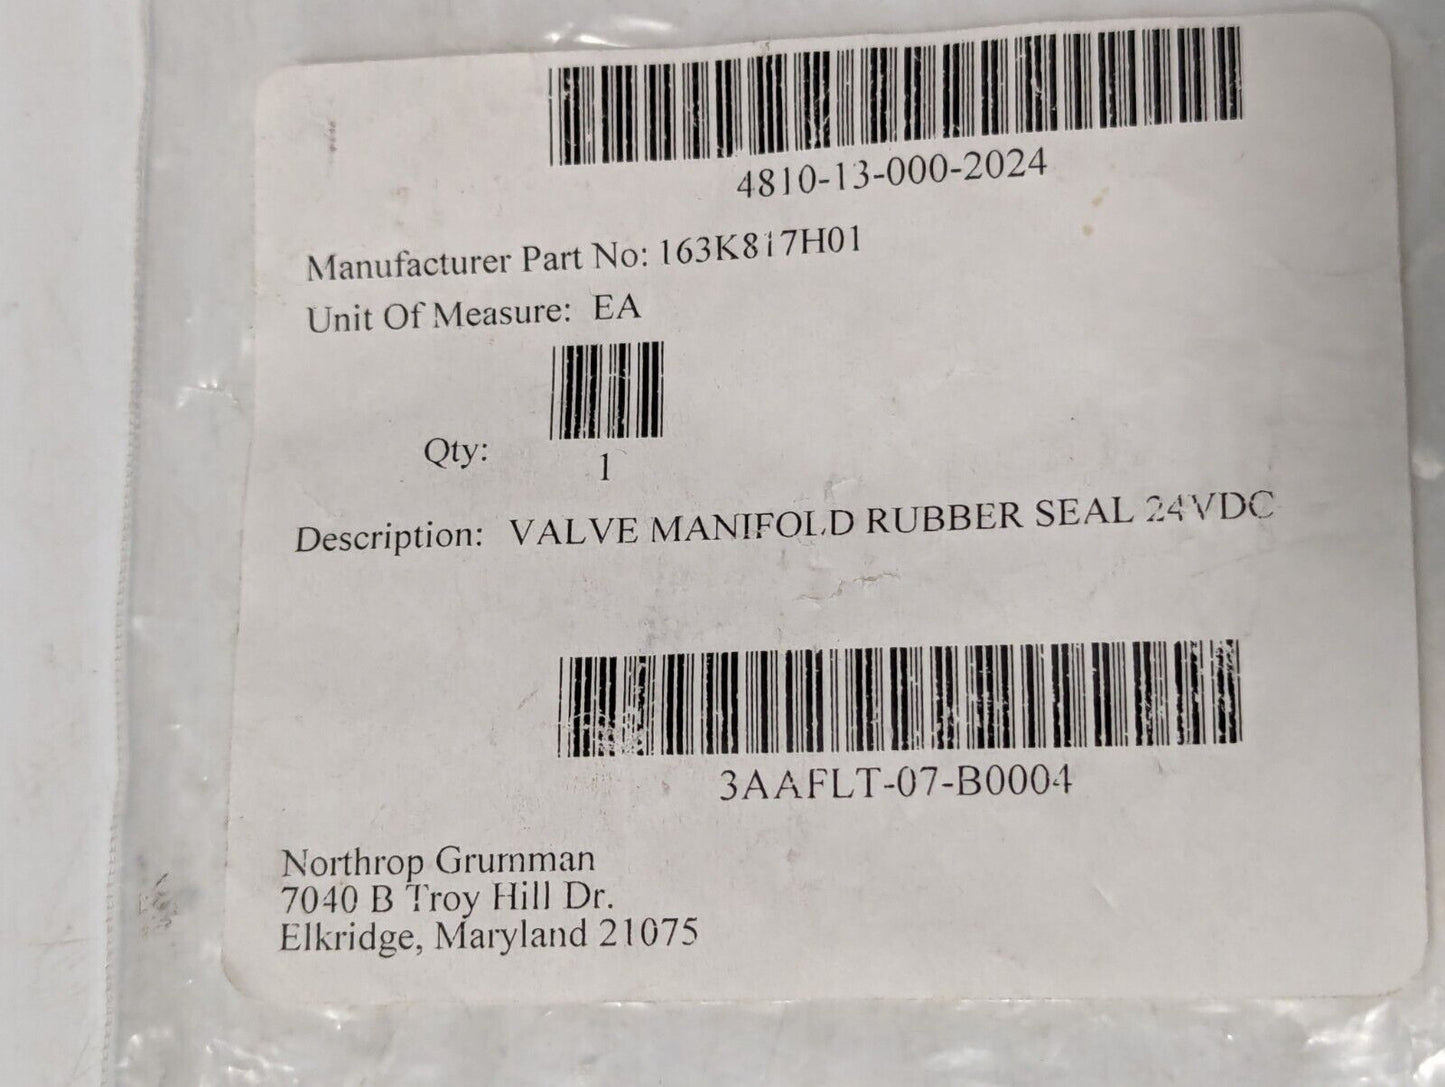 4810-13-000-2024
Manufacturer Part No: 163K817H01
Unit Of Measure: EA
Qty:
1
Description: VALVE MANIFOLD RUBBER SEAL 24VDC
3AAFLT-07-B0004
Northrop Grumman
7040 B Troy Hill Dr.
Elkridge, Maryland 21075